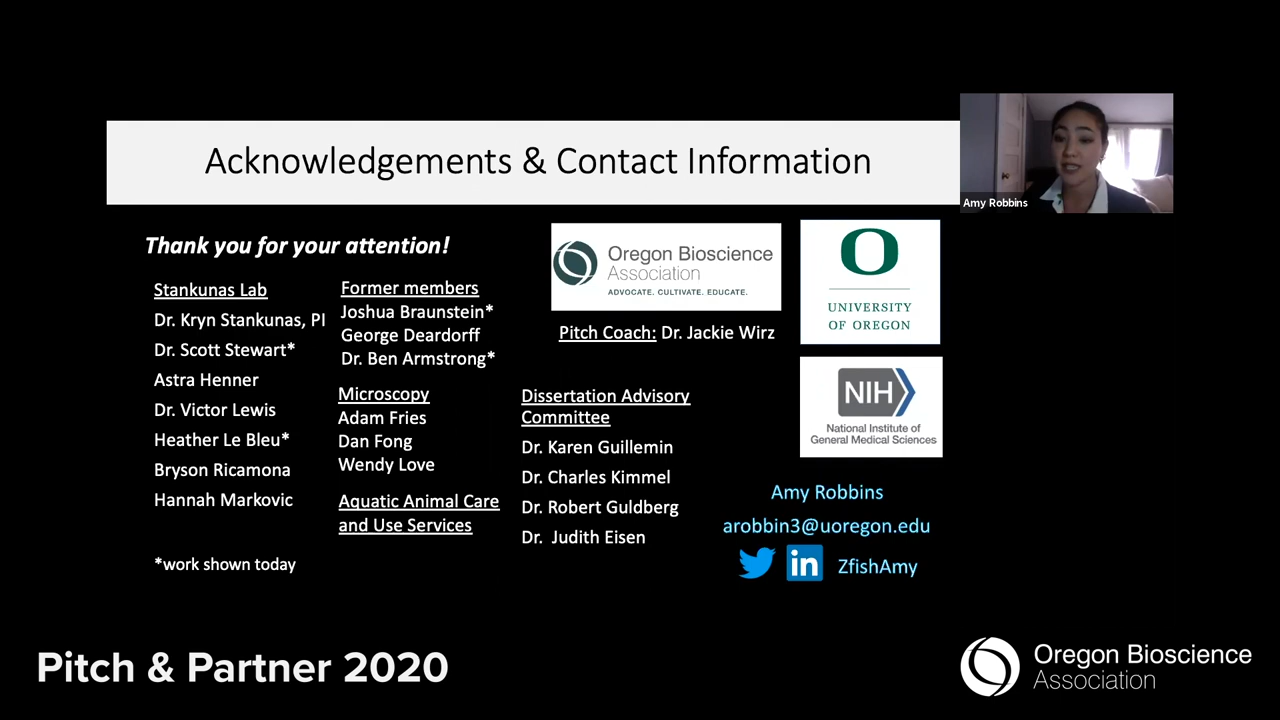 Acknowledgements & Contact Information
Amy Robbins
Thank you for your attention!
Stankunas Lab
Dr. Kryn Stankunas, PI
Dr. Scott Stewart*
Astra Henner
Dr. Victor Lewis
Heather Le Bleu*
Bryson Ricamona
Hannah Markovic
*work shown today
Former members
Joshua Braunstein*
George Deardorff
Dr. Ben Armstrong*
Microscopy
Adam Fries
Dan Fong
Wendy Love
Aquatic Animal Care
and Use Services
Oregon Bioscience
Association
ADVOCATE. CULTIVATE. EDUCATE.
Pitch Coach: Dr. Jackie Wirz
Dissertation Advisory
Committee
Dr. Karen Guillemin
Dr. Charles Kimmel
Dr. Robert Guldberg
Dr.  Judith Eisen
O
UNIVERSITY
OF OREGON
NIH
National Institute of
General Medical Sciences
Amy Robbins
arobbin3@uoregon.edu
in ZfishAmy
Pitch & Partner 2020
Oregon Bioscience
Association